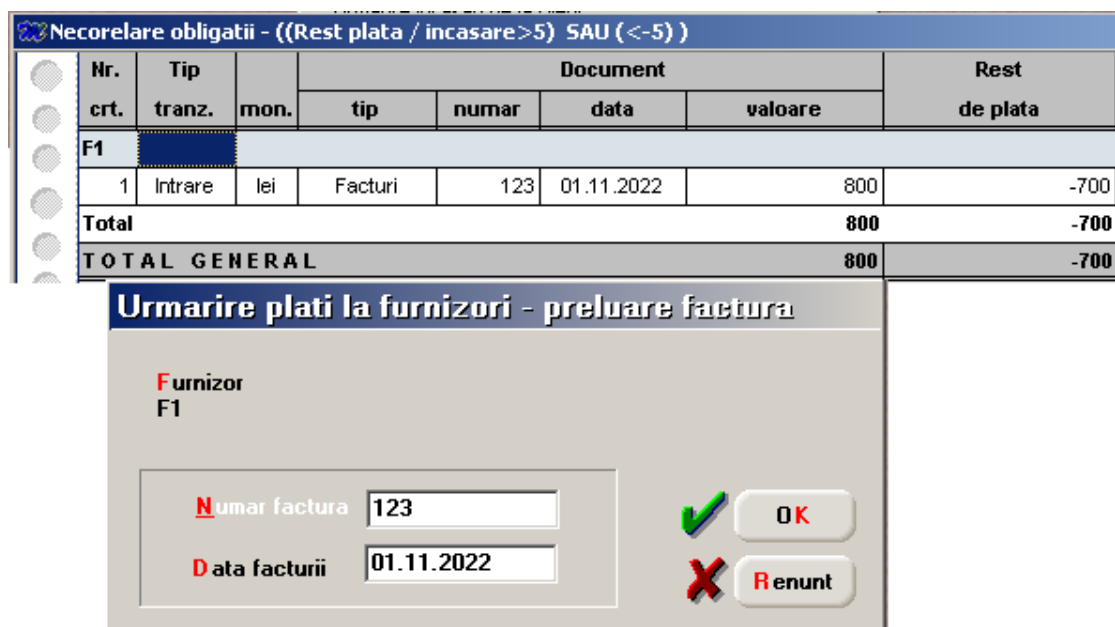 Necorelare obligatii - ((Rest plata / incasare>5) SAU (<-5) )
Nr. Tip Document Rest
crt. tranz. mon. tip numar data valoare de plata
F1
1 Intrare lei Facturi 123 01.11.2022 800 -700
Total 800 -700
TOTAL GENERAL 800 -700
Urmarire plati la furnizori - preluare factura
Furnizor
F1
Numar factura 123
OK
Data facturii 01.11.2022
Renunt